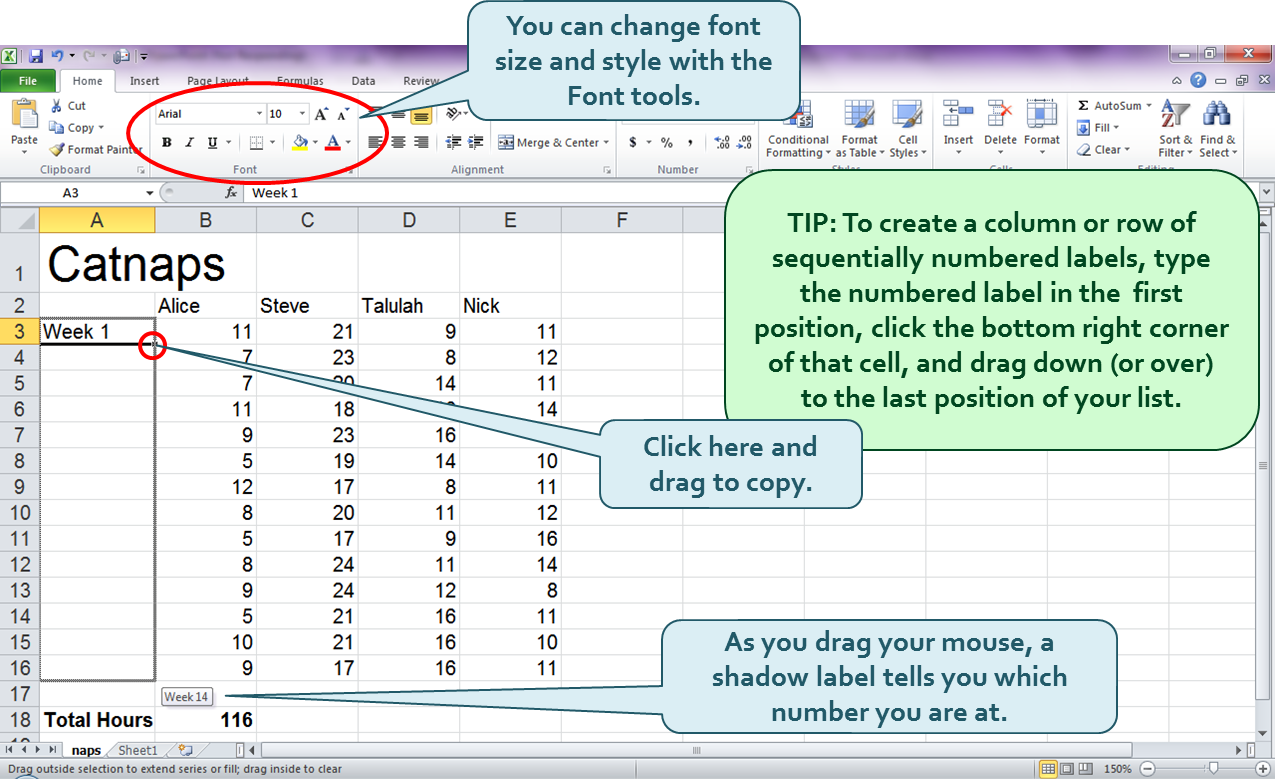 You can change font
size and style with the
Font tools.
File Home Insert Page Layout Formulas Data Review
Paste
Cut
Copy
Format Painter
Clipboard
Arial 10
B I U
Font
Merge & Center
Alignment
$ % ,
Number
Conditional
Formatting
Format
as Table
Cell
Styles
Styles
Insert Delete Format
Cells
Σ AutoSum
Fill
Clear
Sort &
Filter
Find &
Select
Editing
A3 fx Week 1
A B C D E F
1 Catnaps
2 Alice Steve Talulah Nick
3 Week 1 11 21 9 11
4 7 23 8 12
5 7 20 14 11
6 11 18 14
7 9 23 16
8 5 19 14 10
9 12 17 8 11
10 8 20 11 12
11 5 17 9 16
12 8 24 11 14
13 9 24 12 8
14 5 21 16 11
15 10 21 16 10
16 9 17 16 11
17 Week 14
18 Total Hours 116
TIP: To create a column or row of
sequentially numbered labels, type
the numbered label in the first
position, click the bottom right corner
of that cell, and drag down (or over)
to the last position of your list.
Click here and
drag to copy.
As you drag your mouse, a
shadow label tells you which
number you are at.
naps Sheet1
Drag outside selection to extend series or fill; drag inside to clear
150%